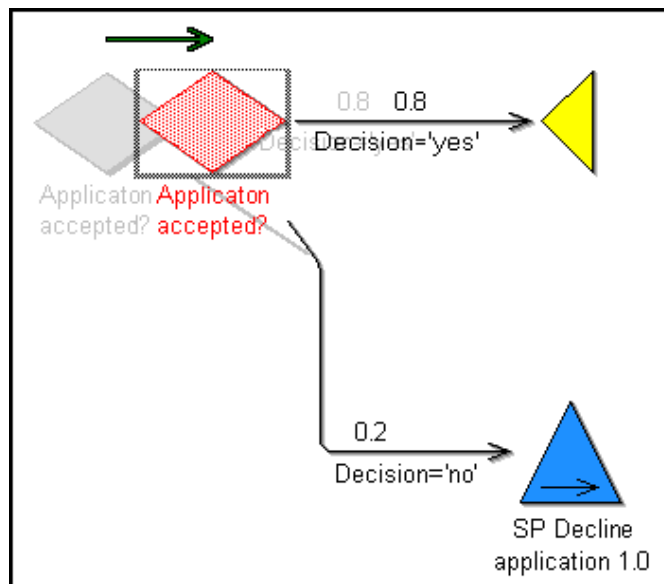 0.8 0.8
Decision='yes'
Applicaton Applicaton
accepted? accepted?
0.2
Decision='no'
SP Decline
application 1.0